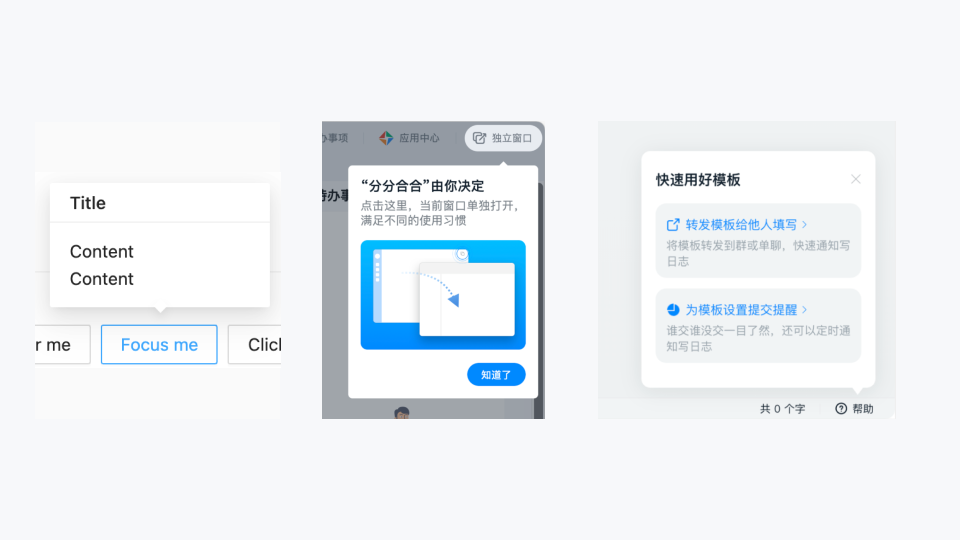 Title
Content
Content
r me
Focus me
Clic
办事项
应用中心
独立窗口
待办事
“分分合合”由你决定
点击这里，当前窗口单独打开，
满足不同的使用习惯
知道了
快速用好模板
转发模板给他人填写
将模板转发到群或单聊，快速通知写
日志
为模板设置提交提醒
谁交谁没交一目了然，还可以定时通
知写日志
共 0 个字
帮助